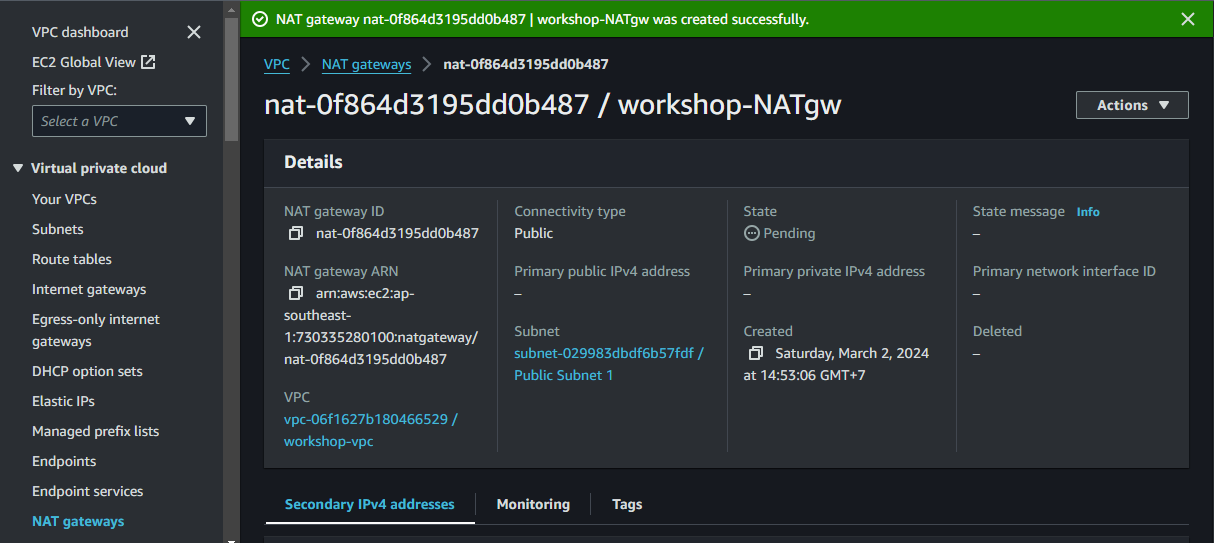 VPC dashboard
EC2 Global View
Filter by VPC:
Select a VPC
Virtual private cloud
Your VPCs
Subnets
Route tables
Internet gateways
Egress-only internet
gateways
DHCP option sets
Elastic IPs
Managed prefix lists
Endpoints
Endpoint services
NAT gateways
NAT gateway nat-0f864d3195dd0b487 | workshop-NATgw was created successfully.
VPC
NAT gateways
nat-0f864d3195dd0b487
nat-0f864d3195dd0b487 / workshop-NATgw
Actions
Details
NAT gateway ID
nat-0f864d3195dd0b487
NAT gateway ARN
arn:aws:ec2:ap-
southeast-
1:730335280100:natgateway/
nat-0f864d3195dd0b487
VPC
vpc-06f1627b180466529 /
workshop-vpc
Connectivity type
Public
Primary public IPv4 address
–
Subnet
subnet-029983dbdf6b57fdf /
Public Subnet 1
State
Pending
Primary private IPv4 address
–
Created
Saturday, March 2, 2024
at 14:53:06 GMT+7
State message Info
–
Primary network interface ID
–
Deleted
–
Secondary IPv4 addresses
Monitoring
Tags